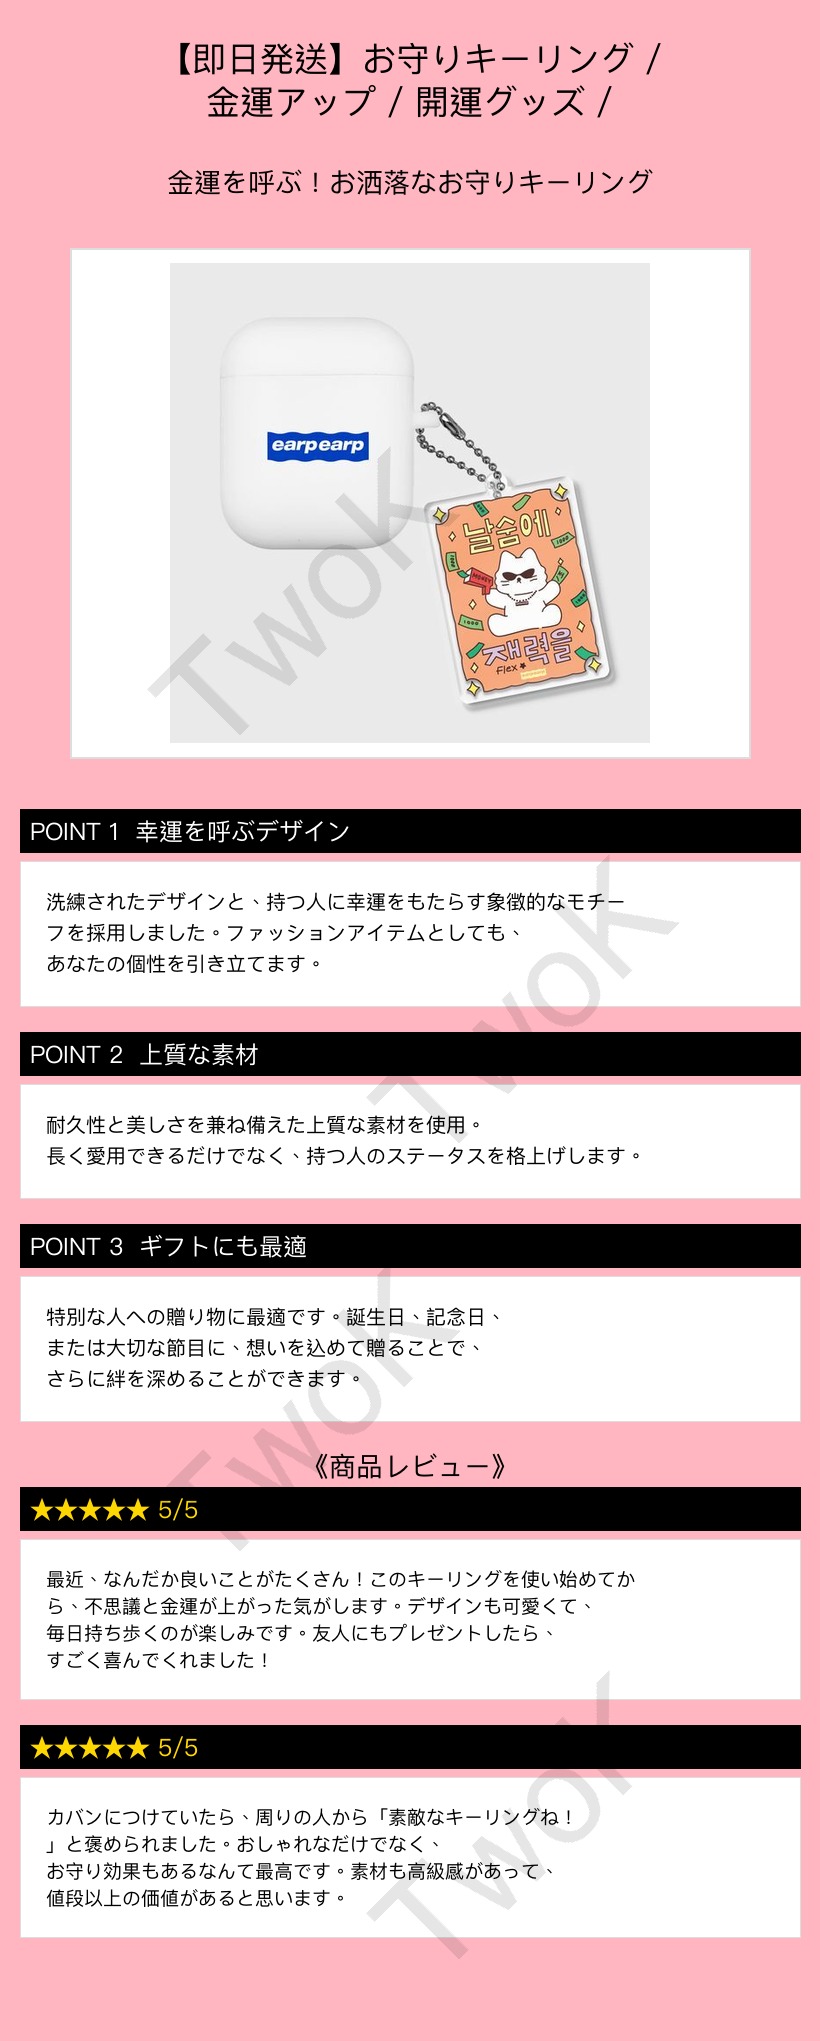 【即日発送】お守りキーリング /
金運アップ / 開運グッズ /
金運を呼ぶ！お洒落なお守りキーリング
earpearp
날숨에
MONEY
1000
1000
1000
재력을
Flex★
TwoK
POINT 1 幸運を呼ぶデザイン
洗練されたデザインと、持つ人に幸運をもたらす象徴的なモチー
フを採用しました。ファッションアイテムとしても、
あなたの個性を引き立てます。
TwoK
POINT 2 上質な素材
耐久性と美しさを兼ね備えた上質な素材を使用。
長く愛用できるだけでなく、持つ人のステータスを格上げします。
POINT 3 ギフトにも最適
特別な人への贈り物に最適です。誕生日、記念日、
または大切な節目に、想いを込めて贈ることで、
さらに絆を深めることができます。
TwoK
《商品レビュー》
★★★★★ 5/5
最近、なんだか良いことがたくさん！このキーリングを使い始めてか
ら、不思議と金運が上がった気がします。デザインも可愛くて、
毎日持ち歩くのが楽しみです。友人にもプレゼントしたら、
すごく喜んでくれました！
★★★★★ 5/5
カバンにつけていたら、周りの人から「素敵なキーリングね！
」と褒められました。おしゃれなだけでなく、
お守り効果もあるなんて最高です。素材も高級感があって、
値段以上の価値があると思います。
TwoK